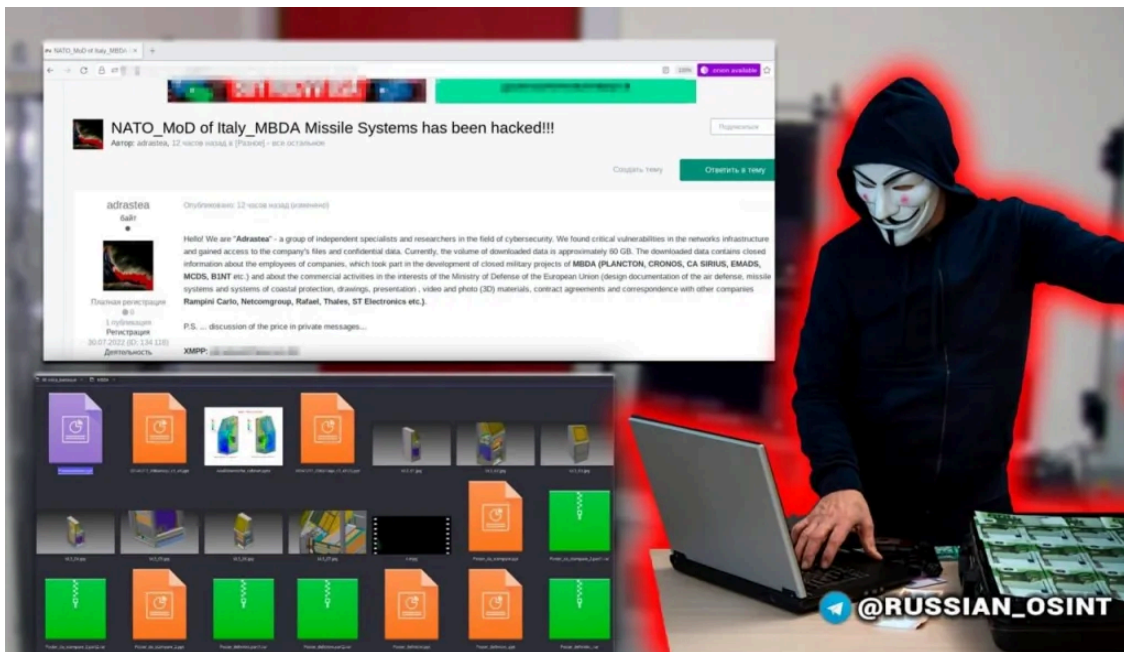 NATO_MoD of Italy_MBDA
NATO_MoD of Italy_MBDA Missile Systems has been hacked!!!
Автор: adrastea, 12 часов назад в [Разное] - все остальное
Подписаться
Создать тему
Ответить в тему
.onion available
adrastea
байт
Опубликовано: 12 часов назад (изменено)
Hello! We are "Adrastea" - a group of independent specialists and researchers in the field of cybersecurity. We found critical vulnerabilities in the networks infrastructure
and gained access to the company's files and confidential data. Currently, the volume of downloaded data is approximately 60 GB. The downloaded data contains closed
information about the employees of companies, which took part in the development of closed military projects of MBDA (PLANCTON, CRONOS, CA SIRIUS, EMADS,
MCDS, B1NT etc.) and about the commercial activities in the interests of the Ministry of Defense of the European Union (design documentation of the air defense, missile
systems and systems of coastal protection, drawings, presentation , video and photo (3D) materials, contract agreements and correspondence with other companies
Rampini Carlo, Netcomgroup, Rafael, Thales, ST Electronics etc.).
P.S. ... discussion of the price in private messages...
XMPP:
Платная регистрация
0
1 публикация
Регистрация
30.07.2022 (ID: 134 118)
Деятельность
@RUSSIAN_OSINT